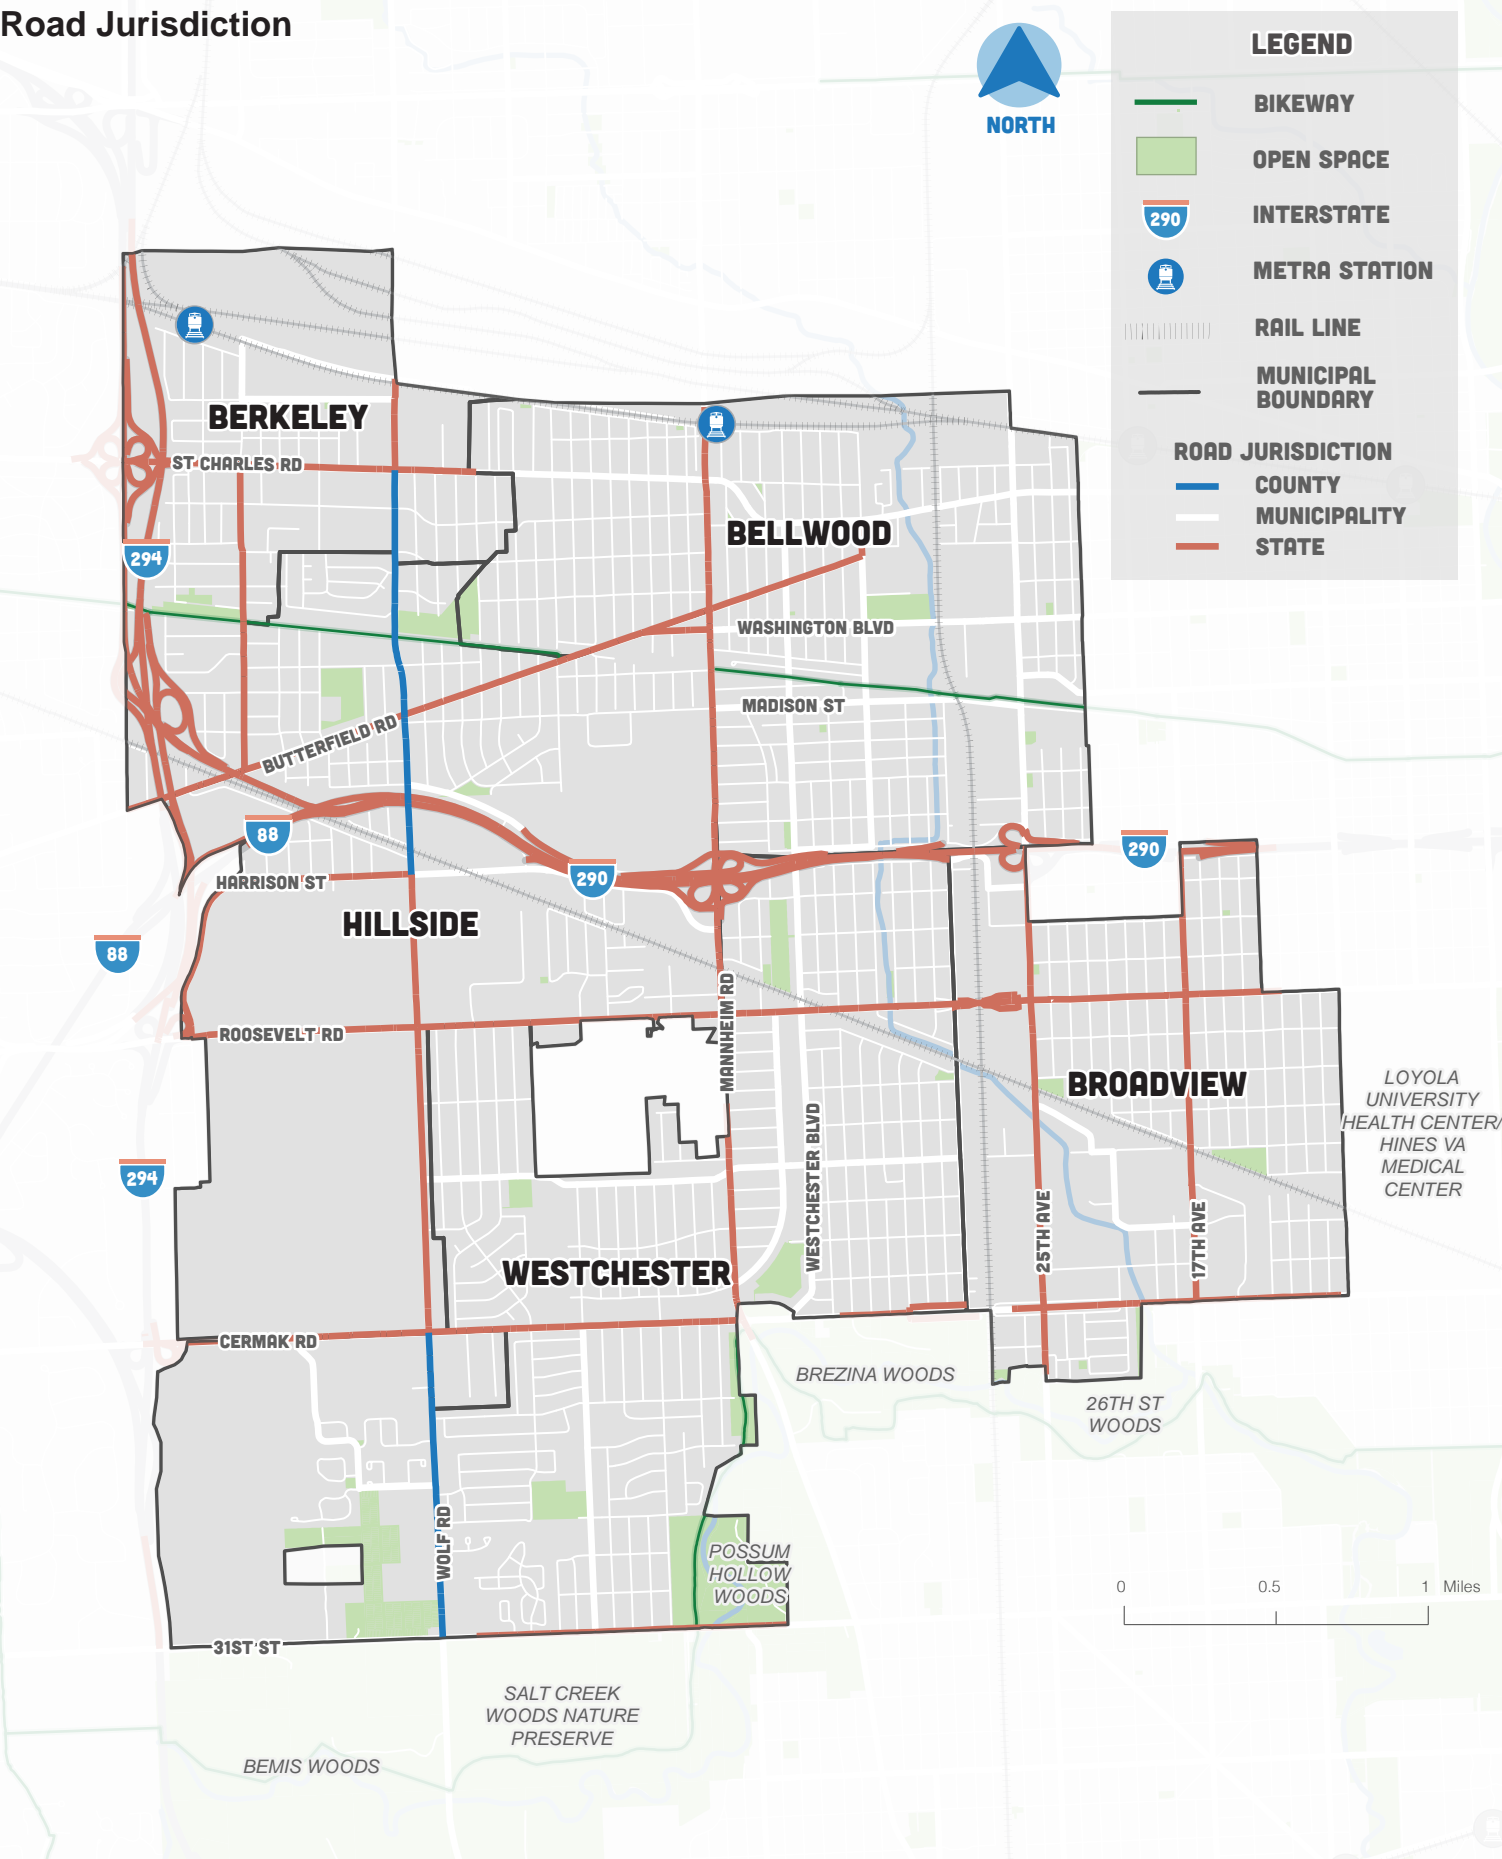 Road Jurisdiction
NORTH
LEGEND
BIKEWAY
OPEN SPACE
290
INTERSTATE
METRA STATION
RAIL LINE
MUNICIPAL
BOUNDARY
ROAD JURISDICTION
COUNTY
MUNICIPALITY
STATE
BERKELEY
ST CHARLES RD
BELLWOOD
294
WASHINGTON BLVD
MADISON ST
BUTTERFIELD RD
88
290
290
HARRISON ST
HILLSIDE
88
MANNHEIM RD
ROOSEVELT RD
BROADVIEW
LOYOLA
UNIVERSITY
HEALTH CENTER/
HINES VA
MEDICAL
CENTER
294
WESTCHESTER BLVD
25TH AVE
17TH AVE
WESTCHESTER
CERMAK RD
BREZINA WOODS
26TH ST
WOODS
WOLF RD
POSSUM
HOLLOW
WOODS
0 0.5 1 Miles
31ST ST
SALT CREEK
WOODS NATURE
PRESERVE
BEMIS WOODS